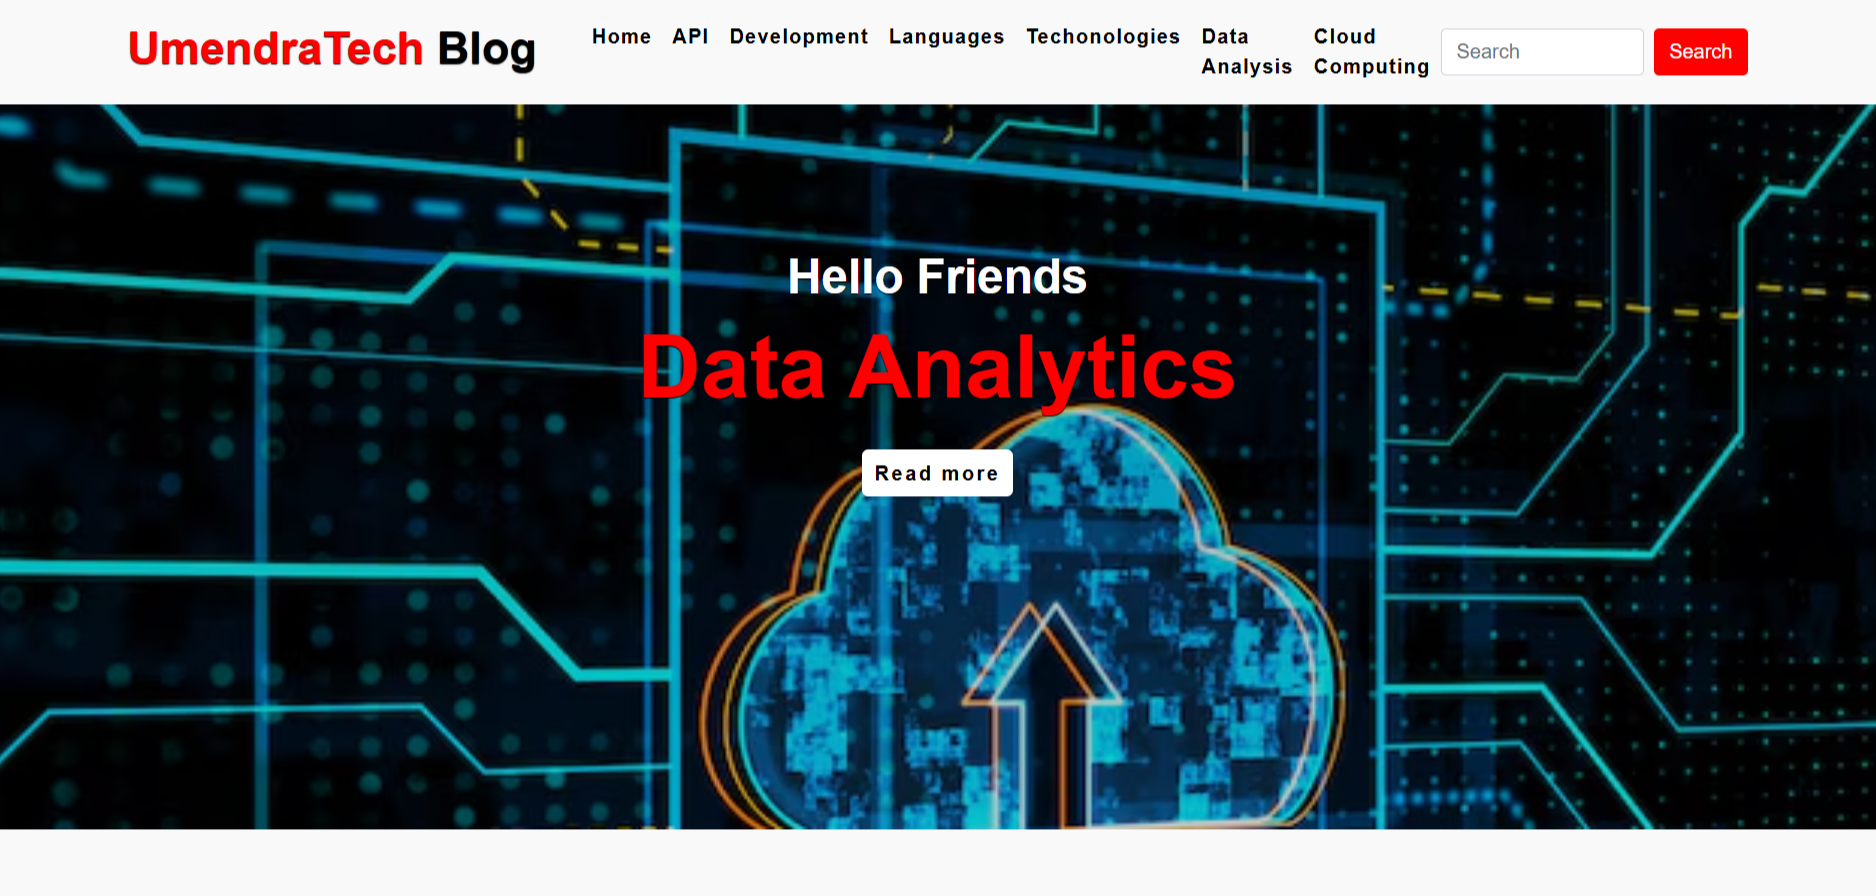 UmendraTech Blog
Home API Development Languages Techonologies Data Analysis Cloud Computing
Search
Search
Hello Friends
Data Analytics
Read more